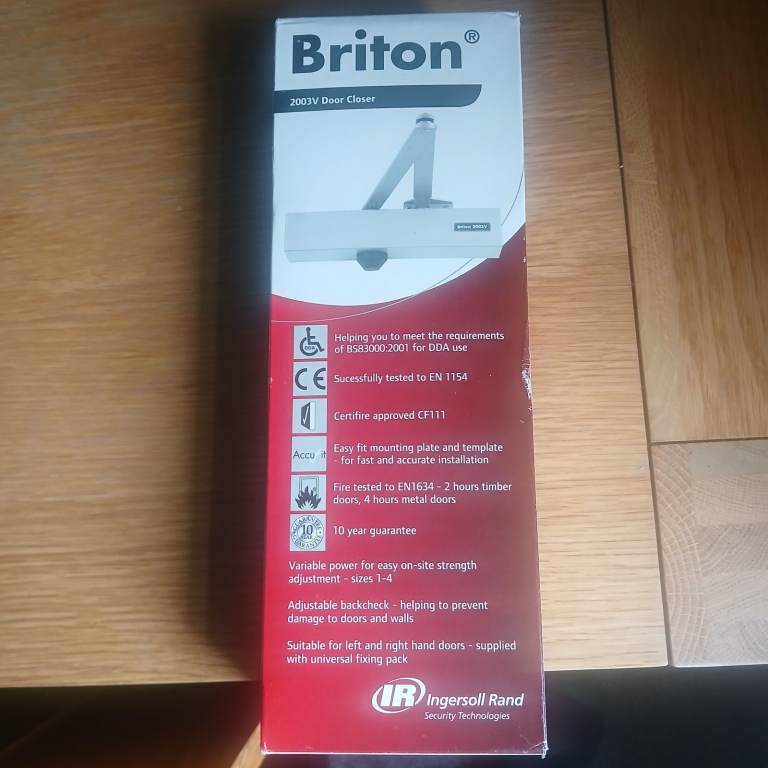 Briton®
2003V Door Closer
Briton 2003V
DDA
Helping you to meet the requirements
of BS83000:2001 for DDA use
CE
Sucessfully tested to EN 1154
Certifire approved CF111
Easy fit mounting plate and template
- for fast and accurate installation
Fire tested to EN1634 - 2 hours timber
doors, 4 hours metal doors
10
10 year guarantee
Variable power for easy on-site strength
adjustment - sizes 1-4
Adjustable backcheck - helping to prevent
damage to doors and walls
Suitable for left and right hand doors - supplied
with universal fixing pack
IR Ingersoll Rand
Security Technologies